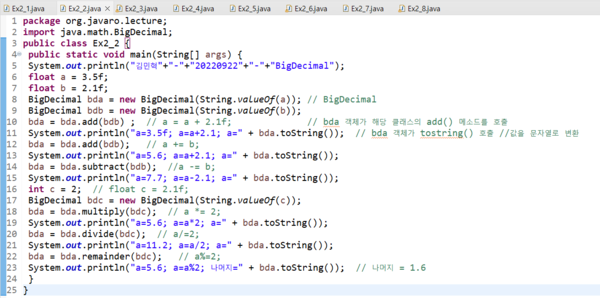 Ex2_1.java Ex2_2.java Ex2_3.java Ex2_4.java Ex2_5.java Ex2_6.java Ex2_7.java Ex2_8.java
1 package org.javaro.lecture;
2 import java.math.BigDecimal;
3 public class Ex2_2 {
4 public static void main(String[] args) {
5 System.out.println("김민혁"+"-"+"20220922"+"-"+"BigDecimal");
6 float a = 3.5f;
7 float b = 2.1f;
8 BigDecimal bda = new BigDecimal(String.valueOf(a)); // BigDecimal
9 BigDecimal bdb = new BigDecimal(String.valueOf(b));
10 bda = bda.add(bdb) ; // a = a + 2.1f; // bda 객체가 해당 클래스의 add() 메소드를 호출
11 System.out.println("a=3.5f; a=a+2.1; a=" + bda.toString()); // bda 객체가 tostring() 호출 //값을 문자열로 변환
12 bda = bda.add(bdb); // a += b;
13 System.out.println("a=5.6; a=a+2.1; a=" + bda.toString());
14 bda = bda.subtract(bdb); //a -= b;
15 System.out.println("a=7.7; a=a-2.1; a=" + bda.toString());
16 int c = 2; // float c = 2.1f;
17 BigDecimal bdc = new BigDecimal(String.valueOf(c));
18 bda = bda.multiply(bdc); // a *= 2;
19 System.out.println("a=5.6; a=a*2; a=" + bda.toString());
20 bda = bda.divide(bdc); // a/=2;
21 System.out.println("a=11.2; a=a/2; a=" + bda.toString());
22 bda = bda.remainder(bdc); // a%=2;
23 System.out.println("a=5.6; a=a%2; 나머지=" + bda.toString()); // 나머지 = 1.6
24 }
25 }